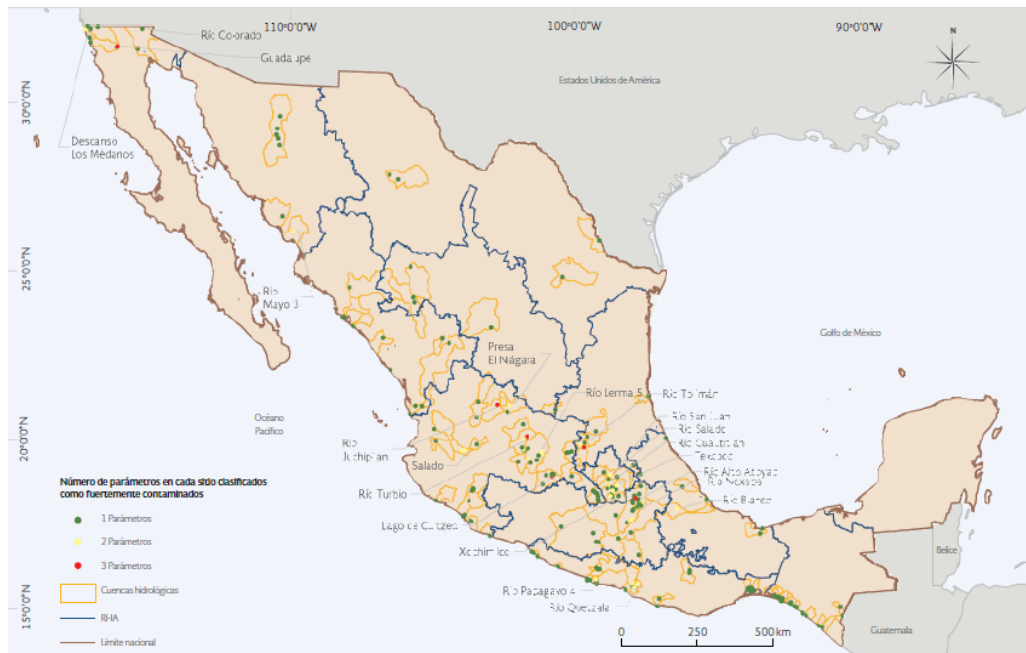 110°0'0"W
100°0'0"W
90°0'0"W
Río Colorado
Guadalupe
N
Estados Unidos de América
30°0'0"N
Descanso
Los Médanos
25°0'0"N
Río
Mayo 3
Golfo de México
Presa
El Niágara
Río Lerma 5
Río Tolimán
Océano
Pacífico
Río San Juan
Río Salado
Río Cuautitlán
Texcoco
20°0'0"N
Río
Juchipila
Salado
Río Alto Atoyac
Río Nexapa
Río Blanco
Número de parámetros en cada sitio clasificados
como fuertemente contaminados
Río Turbio
1 Parámetros
Lago de Cuitzeo
2 Parámetros
Xochimilco
Belice
3 Parámetros
Cuencas hidrológicas
Río Papagayo 4
Río Quetzala
15°0'0"N
RHA
Guatemala
Límite nacional
0 250 500 km